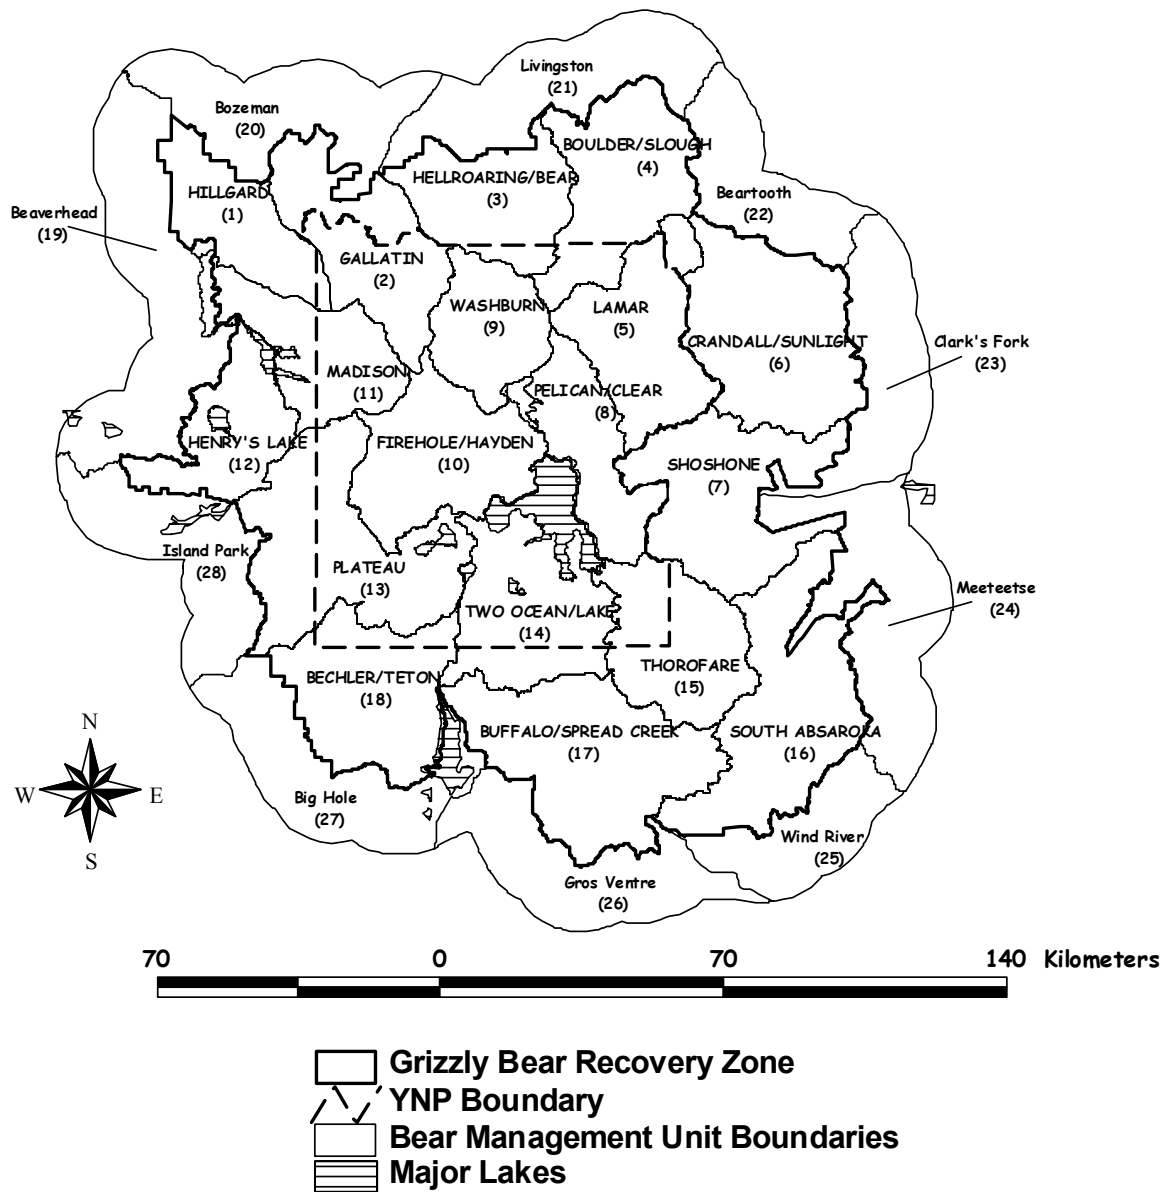 Livingston
(21)
Bozeman
(20)
BOULDER/SLOUGH
(4)
HELLROARING/BEAR
(3)
HILLGARD
(1)
Beartooth
(22)
Beaverhead
(19)
GALLATIN
(2)
WASHBURN
(9)
LAMAR
(5)
CRANDALL/SUNLIGHT
(6)
Clark's Fork
(23)
MADISON
(11)
PELICAN/CLEAR
(8)
HENRY'S LAKE
(12)
FIREHOLE/HAYDEN
(10)
SHOSHONE
(7)
Island Park
(28)
PLATEAU
(13)
Meeteetse
(24)
TWO OCEAN/LAKE
(14)
THOROFARE
(15)
BECHLER/TETON
(18)
BUFFALO/SPREAD CREEK
(17)
SOUTH ABSAROKA
(16)
N
W E
S
Big Hole
(27)
Wind River
(25)
Gros Ventre
(26)
70 0 70 140 Kilometers
Grizzly Bear Recovery Zone
YNP Boundary
Bear Management Unit Boundaries
Major Lakes